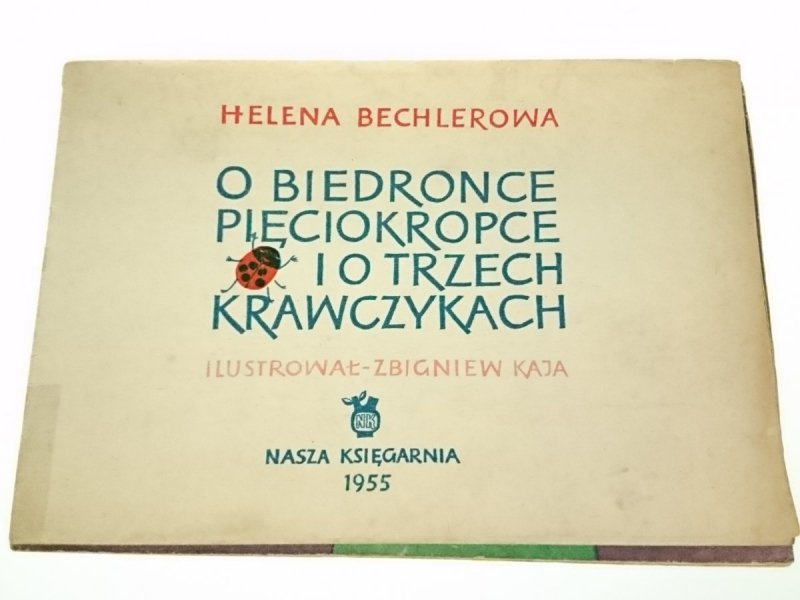 HELENA BECHLEROWA
O BIEDRONCE
PIĘCIOKROPCE
I O TRZECH
KRAWCZYKACH
ILUSTROWAŁ-ZBIGNIEW KAJA
NK
NASZA KSIĘGARNIA
1955